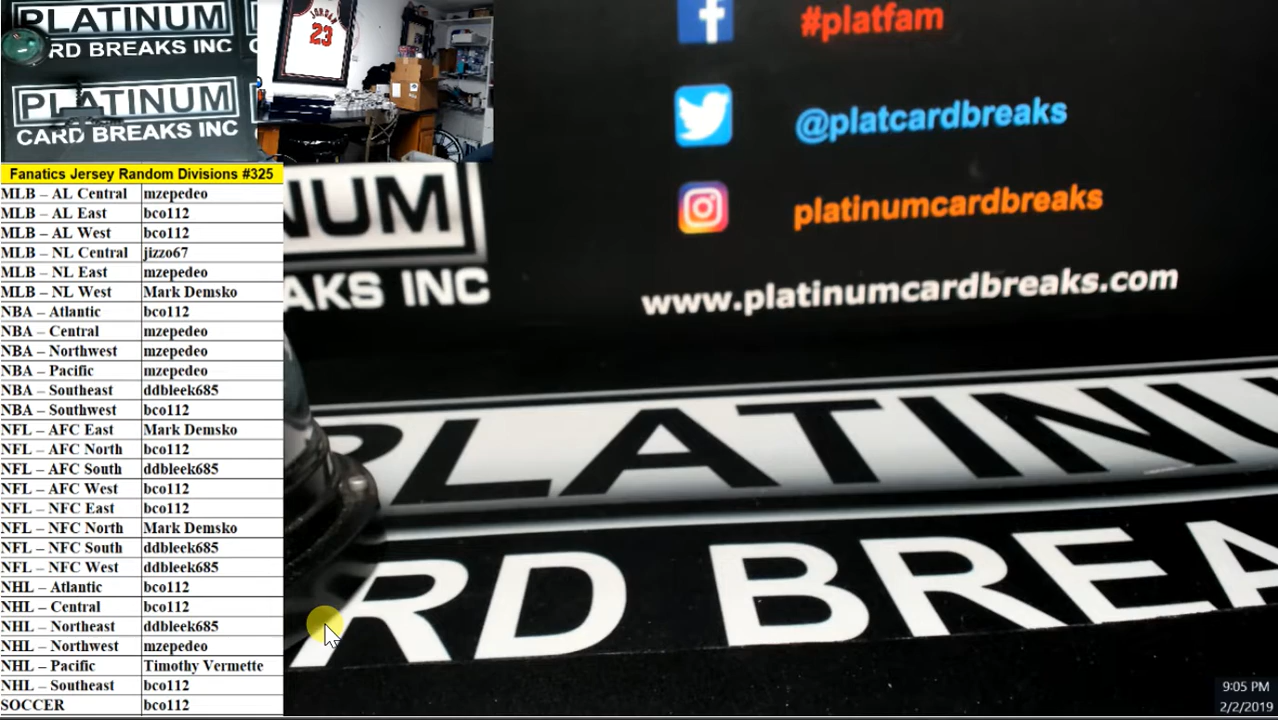 PLATINUM
RD BREAKS INC
PLATINUM
CARD BREAKS INC
JORDAN
23
#platfam
@platcardbreaks
platinumcardbreaks
www.platinumcardbreaks.com
NUM
AKS INC
PLATINU
RD BREA
Fanatics Jersey Random Divisions #325
MLB – AL Central mzepedeo
MLB – AL East bco112
MLB – AL West bco112
MLB – NL Central jizzo67
MLB – NL East mzepedeo
MLB – NL West Mark Demsko
NBA – Atlantic bco112
NBA – Central mzepedeo
NBA – Northwest mzepedeo
NBA – Pacific mzepedeo
NBA – Southeast ddbleek685
NBA – Southwest bco112
NFL – AFC East Mark Demsko
NFL – AFC North bco112
NFL – AFC South ddbleek685
NFL – AFC West bco112
NFL – NFC East bco112
NFL – NFC North Mark Demsko
NFL – NFC South ddbleek685
NFL – NFC West ddbleek685
NHL – Atlantic bco112
NHL – Central bco112
NHL – Northeast ddbleek685
NHL – Northwest mzepedeo
NHL – Pacific Timothy Vermette
NHL – Southeast bco112
SOCCER bco112
9:05 PM
2/2/2019